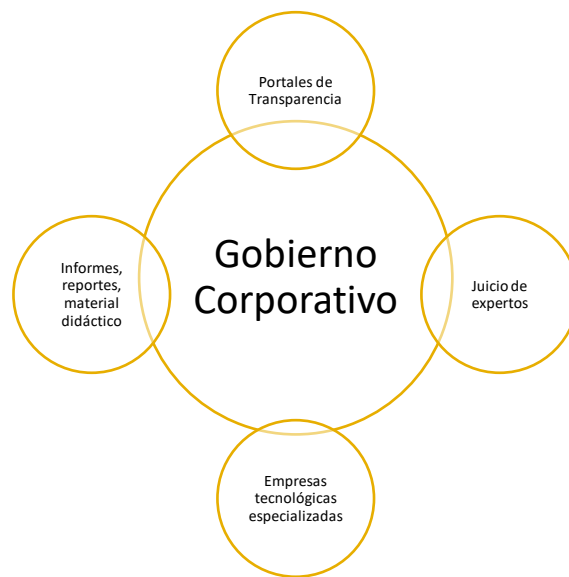 Portales de
Transparencia
Gobierno
Corporativo
Informes,
reportes,
material
didáctico
Juicio de
expertos
Empresas
tecnológicas
especializadas